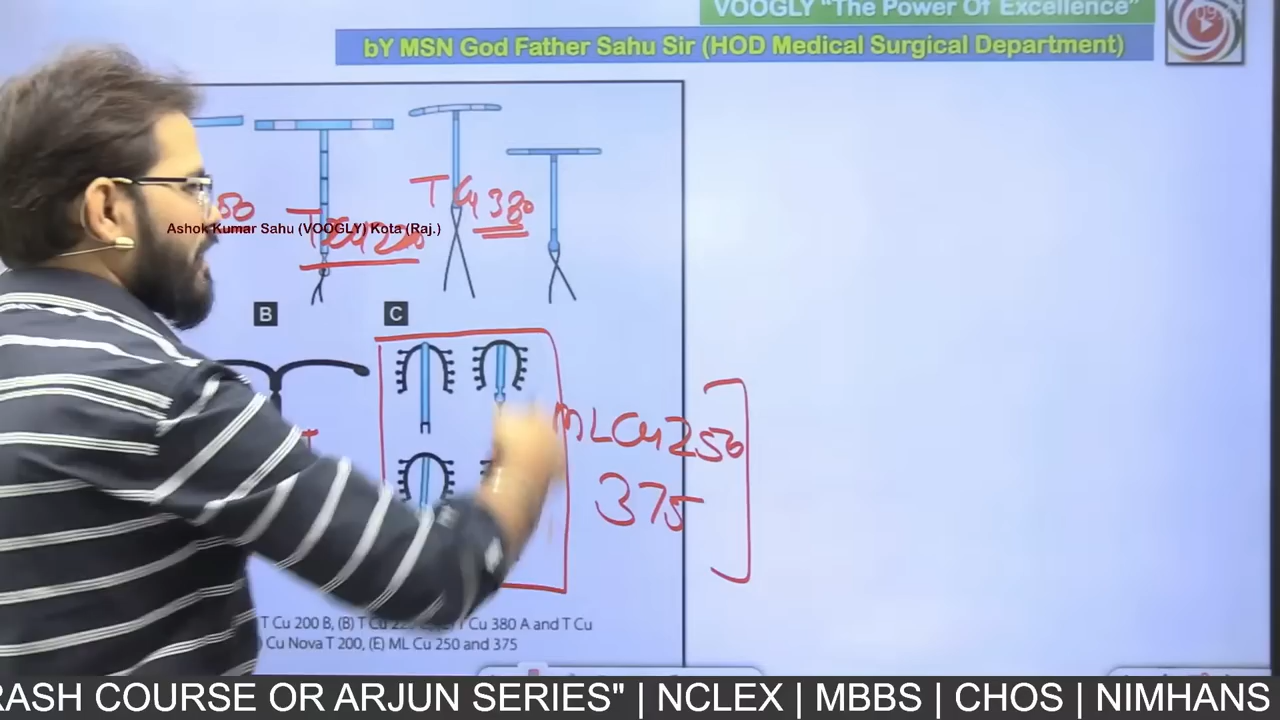 VOOGLY "The Power Of Excellence"
bY MSN God Father Sahu Sir (HOD Medical Surgical Department)
50
T Cu 380
Ashok Kumar Sahu (VOOGLY) Kota (Raj.)
B
C
MLCu250
375
T Cu 200 B, (B) T Cu Cu 380 A and T Cu
Cu Nova T 200, (E) ML Cu 250 and 375
RASH COURSE OR ARJUN SERIES" | NCLEX | MBBS | CHOS | NIMHANS